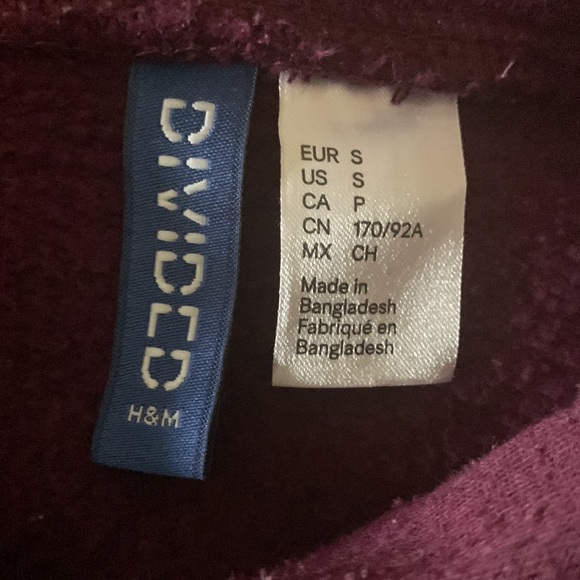 DIVIDED
H&M
EUR S
US S
CA P
CN 170/92A
MX CH
Made in
Bangladesh
Fabriqué en
Bangladesh